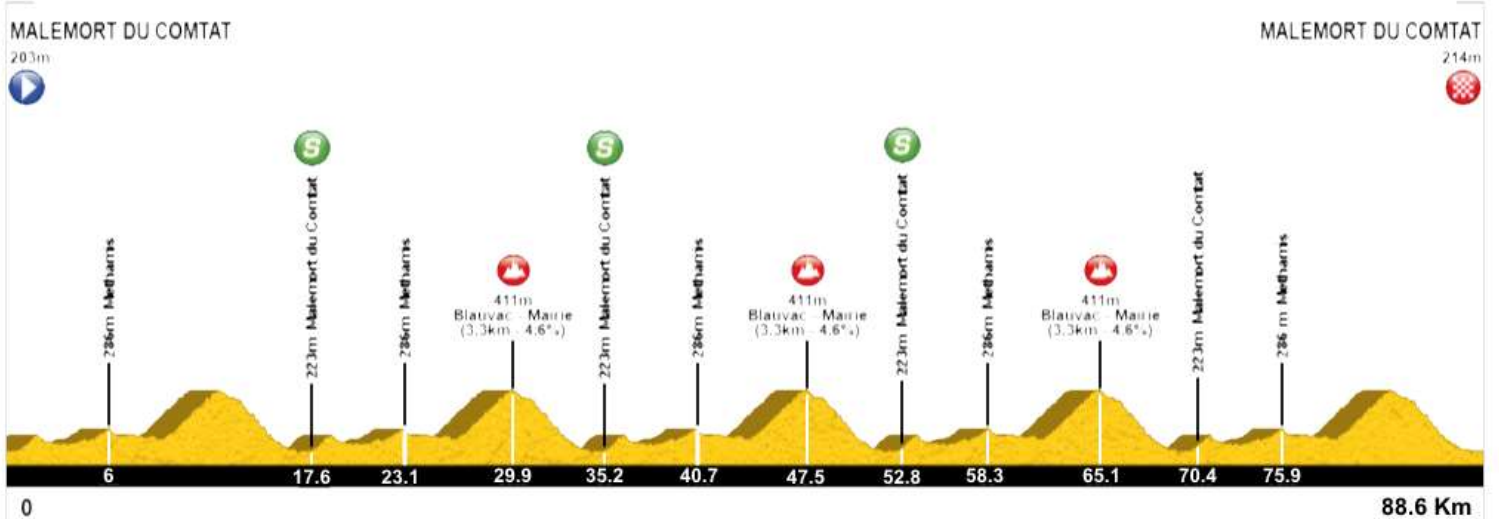 MALEMORT DU COMTAT
203m
MALEMORT DU COMTAT
214m
286m Methamis
S
223m Malemort du Comtat
286m Methamis
411m
Blauvac - Mairie
(3.3km - 4.6%)
S
223m Malemort du Comtat
286m Methamis
411m
Blauvac - Mairie
(3.3km - 4.6%)
S
223m Malemort du Comtat
286m Methamis
411m
Blauvac - Mairie
(3.3km - 4.6%)
223m Malemort du Comtat
286 m Methamis
6 17.6 23.1 29.9 35.2 40.7 47.5 52.8 58.3 65.1 70.4 75.9
0 88.6 Km